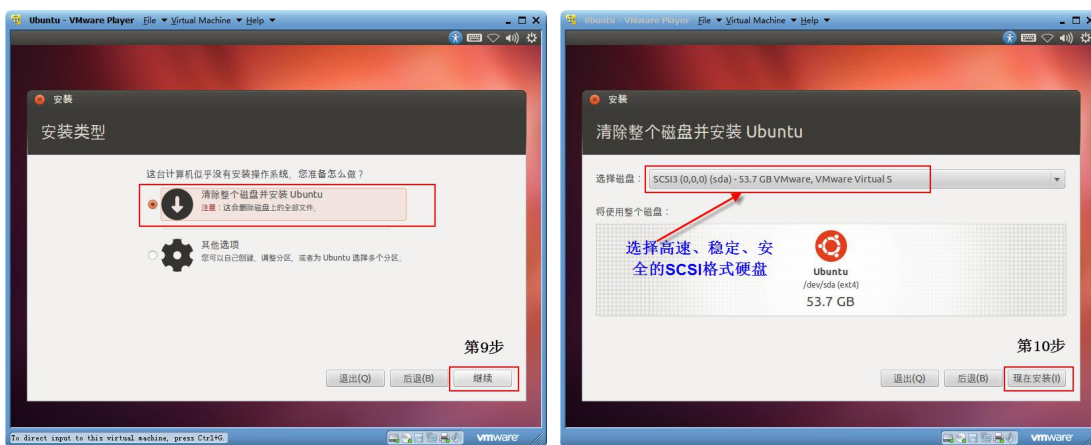 Ubuntu - VMware Player File ▼ Virtual Machine ▼ Help ▼
安装
安装类型
这台计算机似乎没有安装操作系统。您准备怎么做？
清除整个磁盘并安装 Ubuntu
注意：这会删除磁盘上的全部文件。
其他选项
您可以自己创建、调整分区，或者为 Ubuntu 选择多个分区。
第9步
退出(Q) 后退(B) 继续
To direct input to this virtual machine, press Ctrl+G.
vmware
Ubuntu - VMware Player File ▼ Virtual Machine ▼ Help ▼
安装
清除整个磁盘并安装 Ubuntu
选择磁盘： SCSI3 (0,0,0) (sda) - 53.7 GB VMware, VMware Virtual S
将使用整个磁盘：
选择高速、稳定、安
全的SCSI格式硬盘
Ubuntu
/dev/sda (ext4)
53.7 GB
第10步
退出(Q) 后退(B) 现在安装(I)
vmware